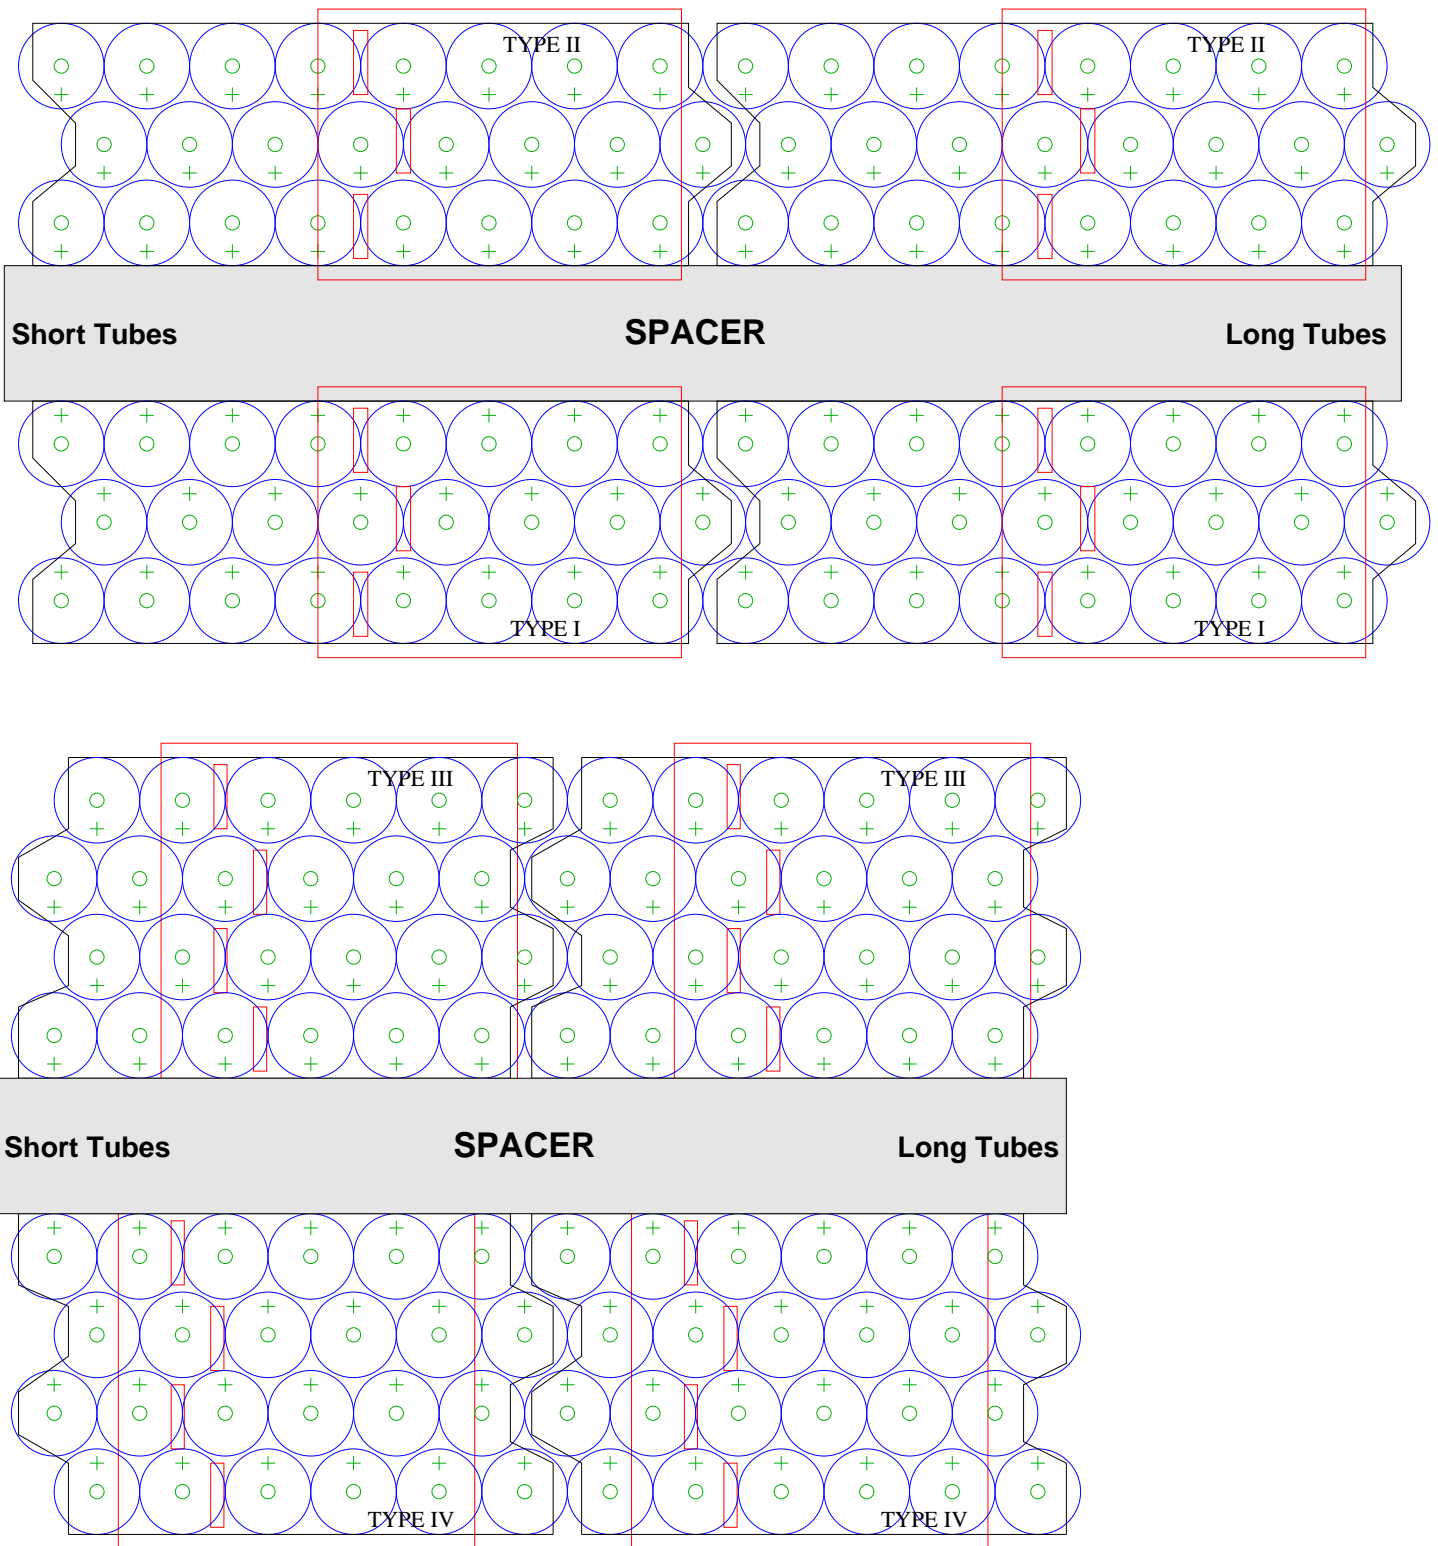 TYPE II TYPE II
Short Tubes SPACER Long Tubes
TYPE I TYPE I
TYPE III TYPE III
Short Tubes SPACER Long Tubes
TYPE IV TYPE IV